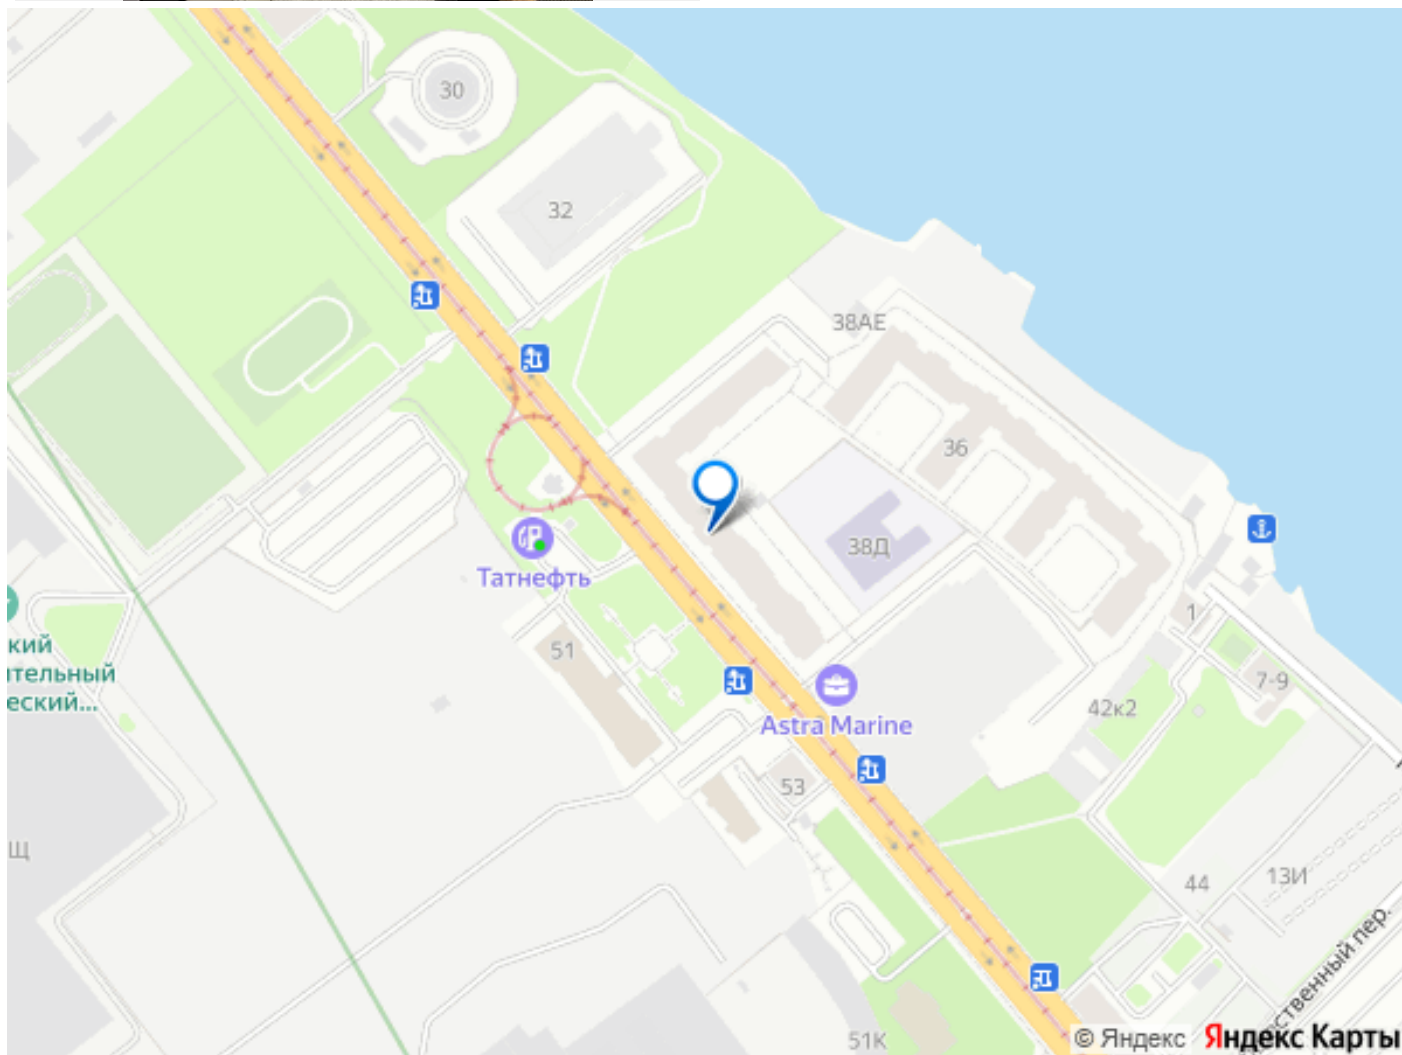 30
32
38АЕ
36
38Д
Татнефть
51
1
кий
ительный
еский...
7-9
42к2
Astra Marine
53
Щ
44
13И
ственный пер.
51К
© Яндекс Яндекс Карты